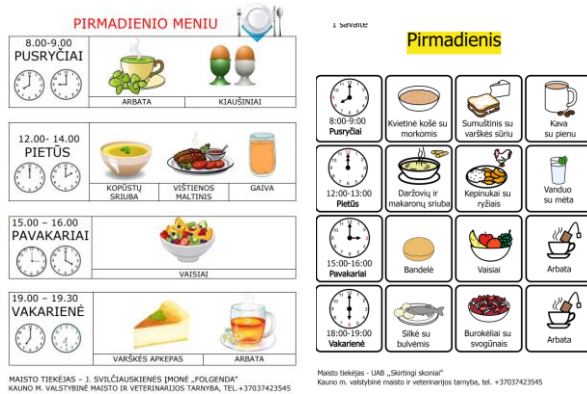 PIRMADIENIO MENIU
8.00-9.00
PUSRYČIAI
ARBATA
KIAUŠINIAI
12.00- 14.00
PIETŪS
KOPŪSTŲ
SRIUBA
VIŠTIENOS
MALTINIS
GAIVA
15.00 – 16.00
PAVAKARIAI
VAISIAI
19.00 – 19.30
VAKARIENĖ
VARŠKĖS APKEPAS
ARBATA
MAISTO TIEKĖJAS – J. SVILČIAUSKIENĖS ĮMONĖ „FOLGENDA"
KAUNO M. VALSTYBINĖ MAISTO IR VETERINARIJOS TARNYBA, TEL.+37037423545
Pirmadienis
8:00-9:00
Pusryčiai
Kvietinė košė su
morkomis
Sumuštinis su
varškės sūriu
Kava
su pienu
12:00-13:00
Pietūs
Daržovių ir
makaronų sriuba
Kepinukai su
ryžiais
Vanduo
su mėta
15:00-16:00
Pavakariai
Bandelė
Vaisiai
Arbata
18:00-19:00
Vakarienė
Silkė su
bulvėmis
Burokėliai su
svogūnais
Arbata
Maisto tiekėjas - UAB „Skirtingi skoniai"
Kauno m. valstybinė maisto ir veterinarijos tarnyba, tel. +37037423545